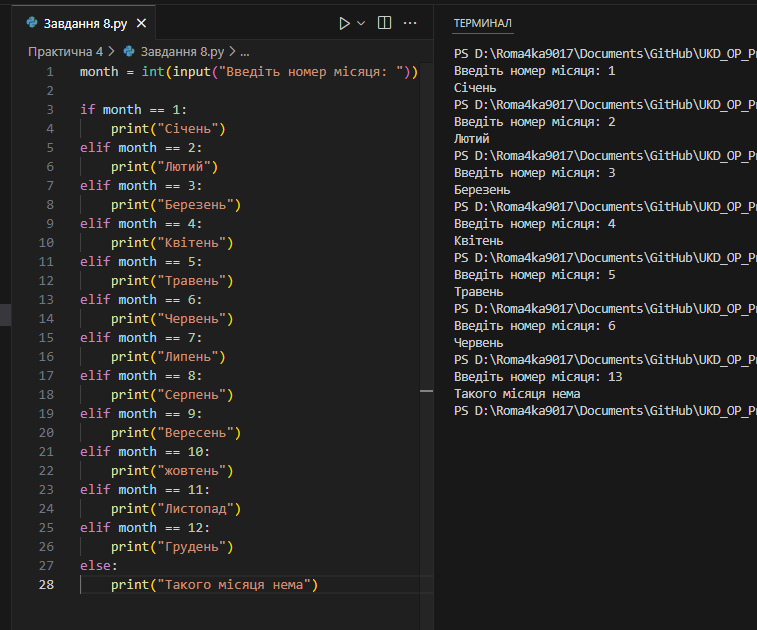 Завдання 8.py
ТЕРМИНАЛ
Практична 4 > Завдання 8.py > ...
1 month = int(input("Введіть номер місяця: "))
2
3 if month == 1:
4 print("Січень")
5 elif month == 2:
6 print("Лютий")
7 elif month == 3:
8 print("Березень")
9 elif month == 4:
10 print("Квітень")
11 elif month == 5:
12 print("Травень")
13 elif month == 6:
14 print("Червень")
15 elif month == 7:
16 print("Липень")
17 elif month == 8:
18 print("Серпень")
19 elif month == 9:
20 print("Вересень")
21 elif month == 10:
22 print("жовтень")
23 elif month == 11:
24 print("Листопад")
25 elif month == 12:
26 print("Грудень")
27 else:
28 print("Такого місяця нема")
PS D:\Roma4ka9017\Documents\GitHub\UKD_OP_P
Введіть номер місяця: 1
Січень
PS D:\Roma4ka9017\Documents\GitHub\UKD_OP_P
Введіть номер місяця: 2
Лютий
PS D:\Roma4ka9017\Documents\GitHub\UKD_OP_P
Введіть номер місяця: 3
Березень
PS D:\Roma4ka9017\Documents\GitHub\UKD_OP_P
Введіть номер місяця: 4
Квітень
PS D:\Roma4ka9017\Documents\GitHub\UKD_OP_P
Введіть номер місяця: 5
Травень
PS D:\Roma4ka9017\Documents\GitHub\UKD_OP_P
Введіть номер місяця: 6
Червень
PS D:\Roma4ka9017\Documents\GitHub\UKD_OP_P
Введіть номер місяця: 13
Такого місяця нема
PS D:\Roma4ka9017\Documents\GitHub\UKD_OP_P